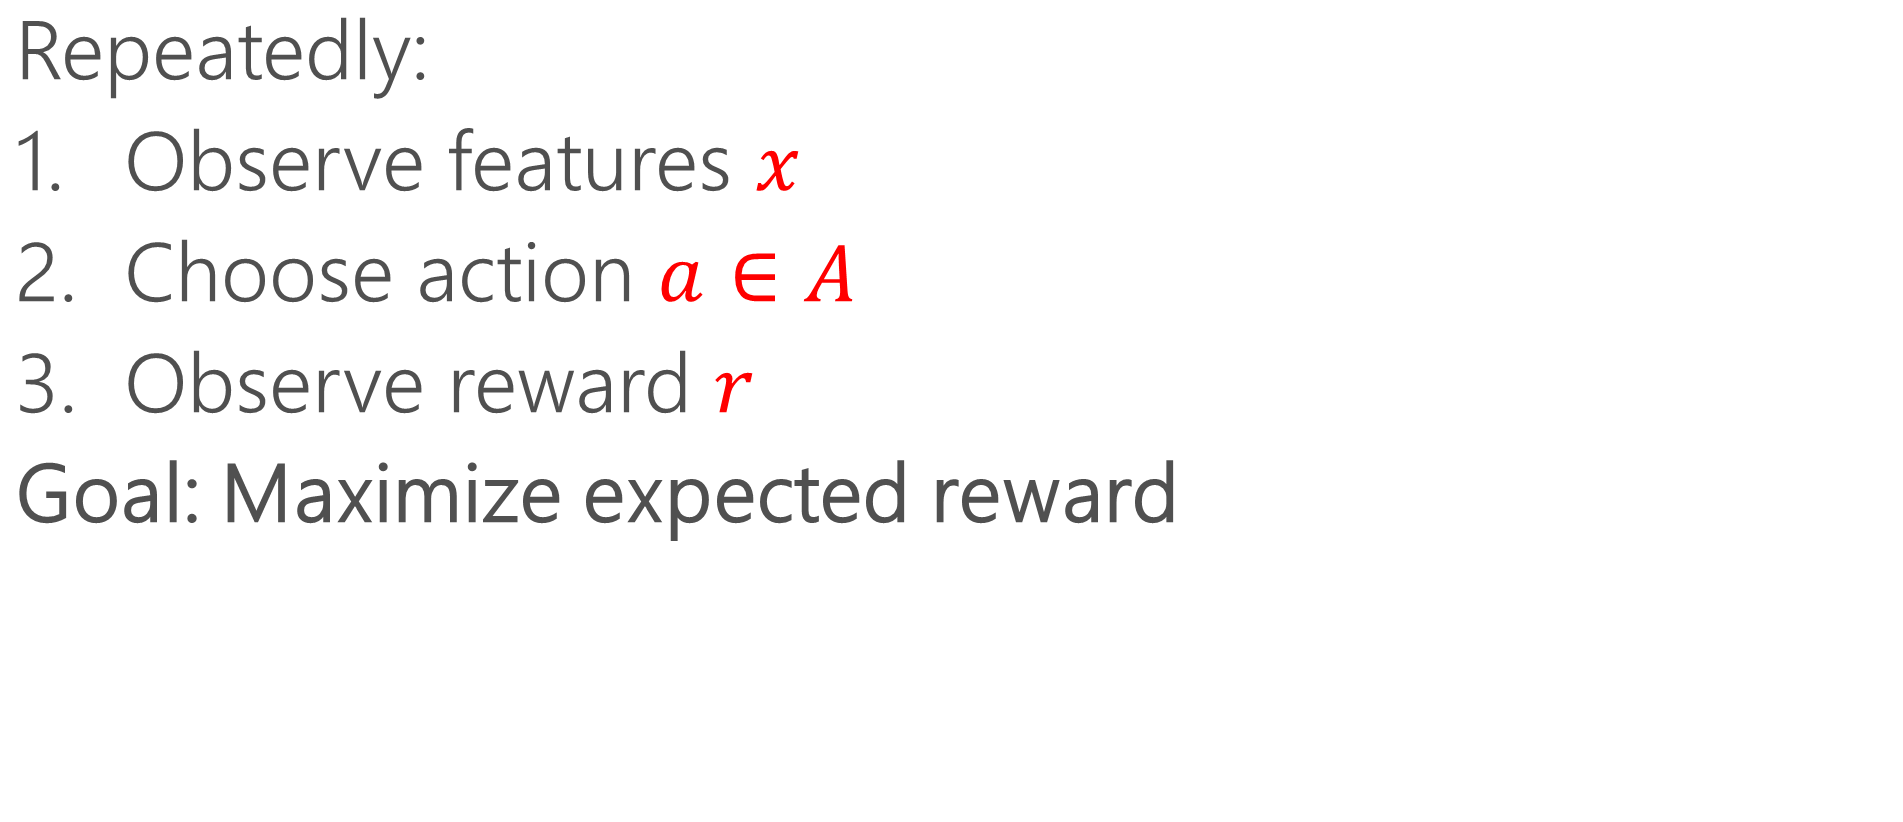 Repeatedly:
1. Observe features x
2. Choose action a ∈ A
3. Observe reward r
Goal: Maximize expected reward